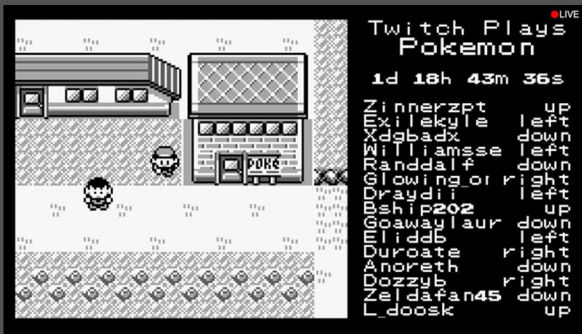 LIVE
Twitch Plays
Pokemon
1d 18h 43m 36s
Zinnerzpt up
Exilekyle left
Xdgbadx down
Williamsse left
Randdalf down
Glowing_or right
Draydii left
Bship202 up
Goawaylaur down
Eliddb left
Duroate right
Anoreth down
Dozzyb right
Zeldafan45 down
L_doosk up
POKé